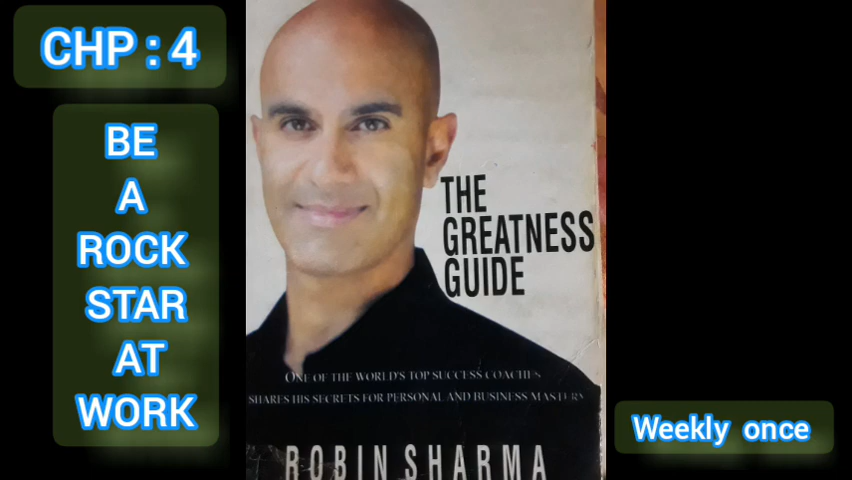 CHP : 4
BE
A
ROCK
STAR
AT
WORK
THE
GREATNESS
GUIDE
ONE OF THE WORLD'S TOP SUCCESS COACHES
SHARES HIS SECRETS FOR PERSONAL AND BUSINESS MASTERY
ROBIN SHARMA
Weekly once